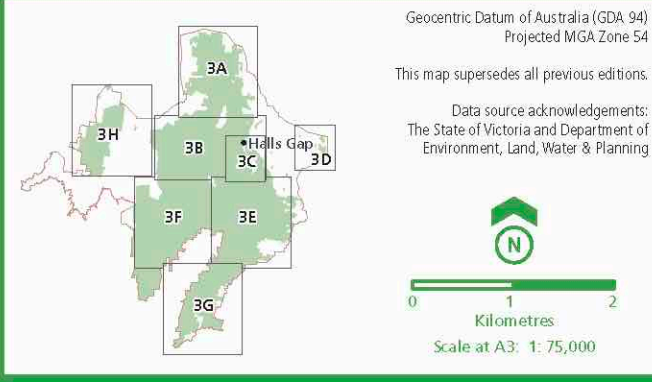 Geocentric Datum of Australia (GDA 94)
Projected MGA Zone 54
This map supersedes all previous editions.
Data source acknowledgements:
The State of Victoria and Department of
Environment, Land, Water & Planning
3A
3H
3B
Halls Gap
3C
3D
3F
3E
3G
N
0 1 2
Kilometres
Scale at A3: 1: 75,000